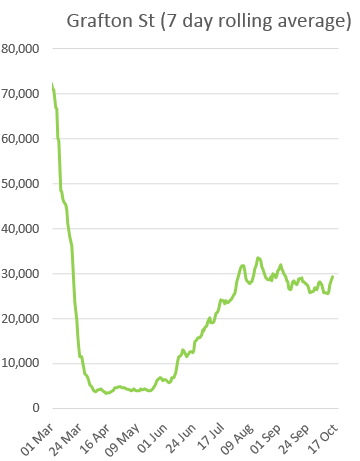 Grafton St (7 day rolling average)
80,000
70,000
60,000
50,000
40,000
30,000
20,000
10,000
0
01 Mar
24 Mar
16 Apr
09 May
01 Jun
24 Jun
17 Jul
09 Aug
01 Sep
24 Sep
17 Oct